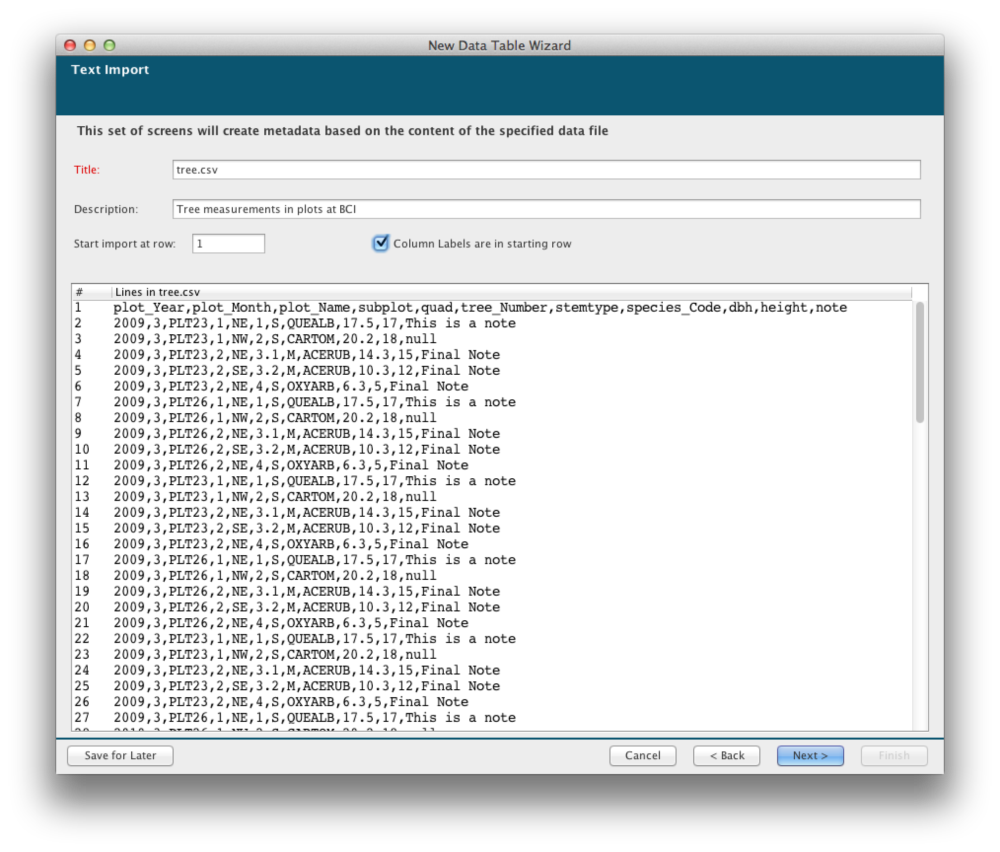 New Data Table Wizard
Text Import
This set of screens will create metadata based on the content of the specified data file
Title: tree.csv
Description: Tree measurements in plots at BCI
Start import at row: 1 Column Labels are in starting row
# Lines in tree.csv
1 plot_Year,plot_Month,plot_Name,subplot,quad,tree_Number,stemtype,species_Code,dbh,height,note
2 2009,3,PLT23,1,NE,1,S,QUEALB,17.5,17,This is a note
3 2009,3,PLT23,1,NW,2,S,CARTOM,20.2,18,null
4 2009,3,PLT23,2,NE,3.1,M,ACERUB,14.3,15,Final Note
5 2009,3,PLT23,2,SE,3.2,M,ACERUB,10.3,12,Final Note
6 2009,3,PLT23,2,NE,4,S,OXYARB,6.3,5,Final Note
7 2009,3,PLT26,1,NE,1,S,QUEALB,17.5,17,This is a note
8 2009,3,PLT26,1,NW,2,S,CARTOM,20.2,18,null
9 2009,3,PLT26,2,NE,3.1,M,ACERUB,14.3,15,Final Note
10 2009,3,PLT26,2,SE,3.2,M,ACERUB,10.3,12,Final Note
11 2009,3,PLT26,2,NE,4,S,OXYARB,6.3,5,Final Note
12 2009,3,PLT23,1,NE,1,S,QUEALB,17.5,17,This is a note
13 2009,3,PLT23,1,NW,2,S,CARTOM,20.2,18,null
14 2009,3,PLT23,2,NE,3.1,M,ACERUB,14.3,15,Final Note
15 2009,3,PLT23,2,SE,3.2,M,ACERUB,10.3,12,Final Note
16 2009,3,PLT23,2,NE,4,S,OXYARB,6.3,5,Final Note
17 2009,3,PLT26,1,NE,1,S,QUEALB,17.5,17,This is a note
18 2009,3,PLT26,1,NW,2,S,CARTOM,20.2,18,null
19 2009,3,PLT26,2,NE,3.1,M,ACERUB,14.3,15,Final Note
20 2009,3,PLT26,2,SE,3.2,M,ACERUB,10.3,12,Final Note
21 2009,3,PLT26,2,NE,4,S,OXYARB,6.3,5,Final Note
22 2009,3,PLT23,1,NE,1,S,QUEALB,17.5,17,This is a note
23 2009,3,PLT23,1,NW,2,S,CARTOM,20.2,18,null
24 2009,3,PLT23,2,NE,3.1,M,ACERUB,14.3,15,Final Note
25 2009,3,PLT23,2,SE,3.2,M,ACERUB,10.3,12,Final Note
26 2009,3,PLT23,2,NE,4,S,OXYARB,6.3,5,Final Note
27 2009,3,PLT26,1,NE,1,S,QUEALB,17.5,17,This is a note
Save for Later Cancel < Back Next > Finish